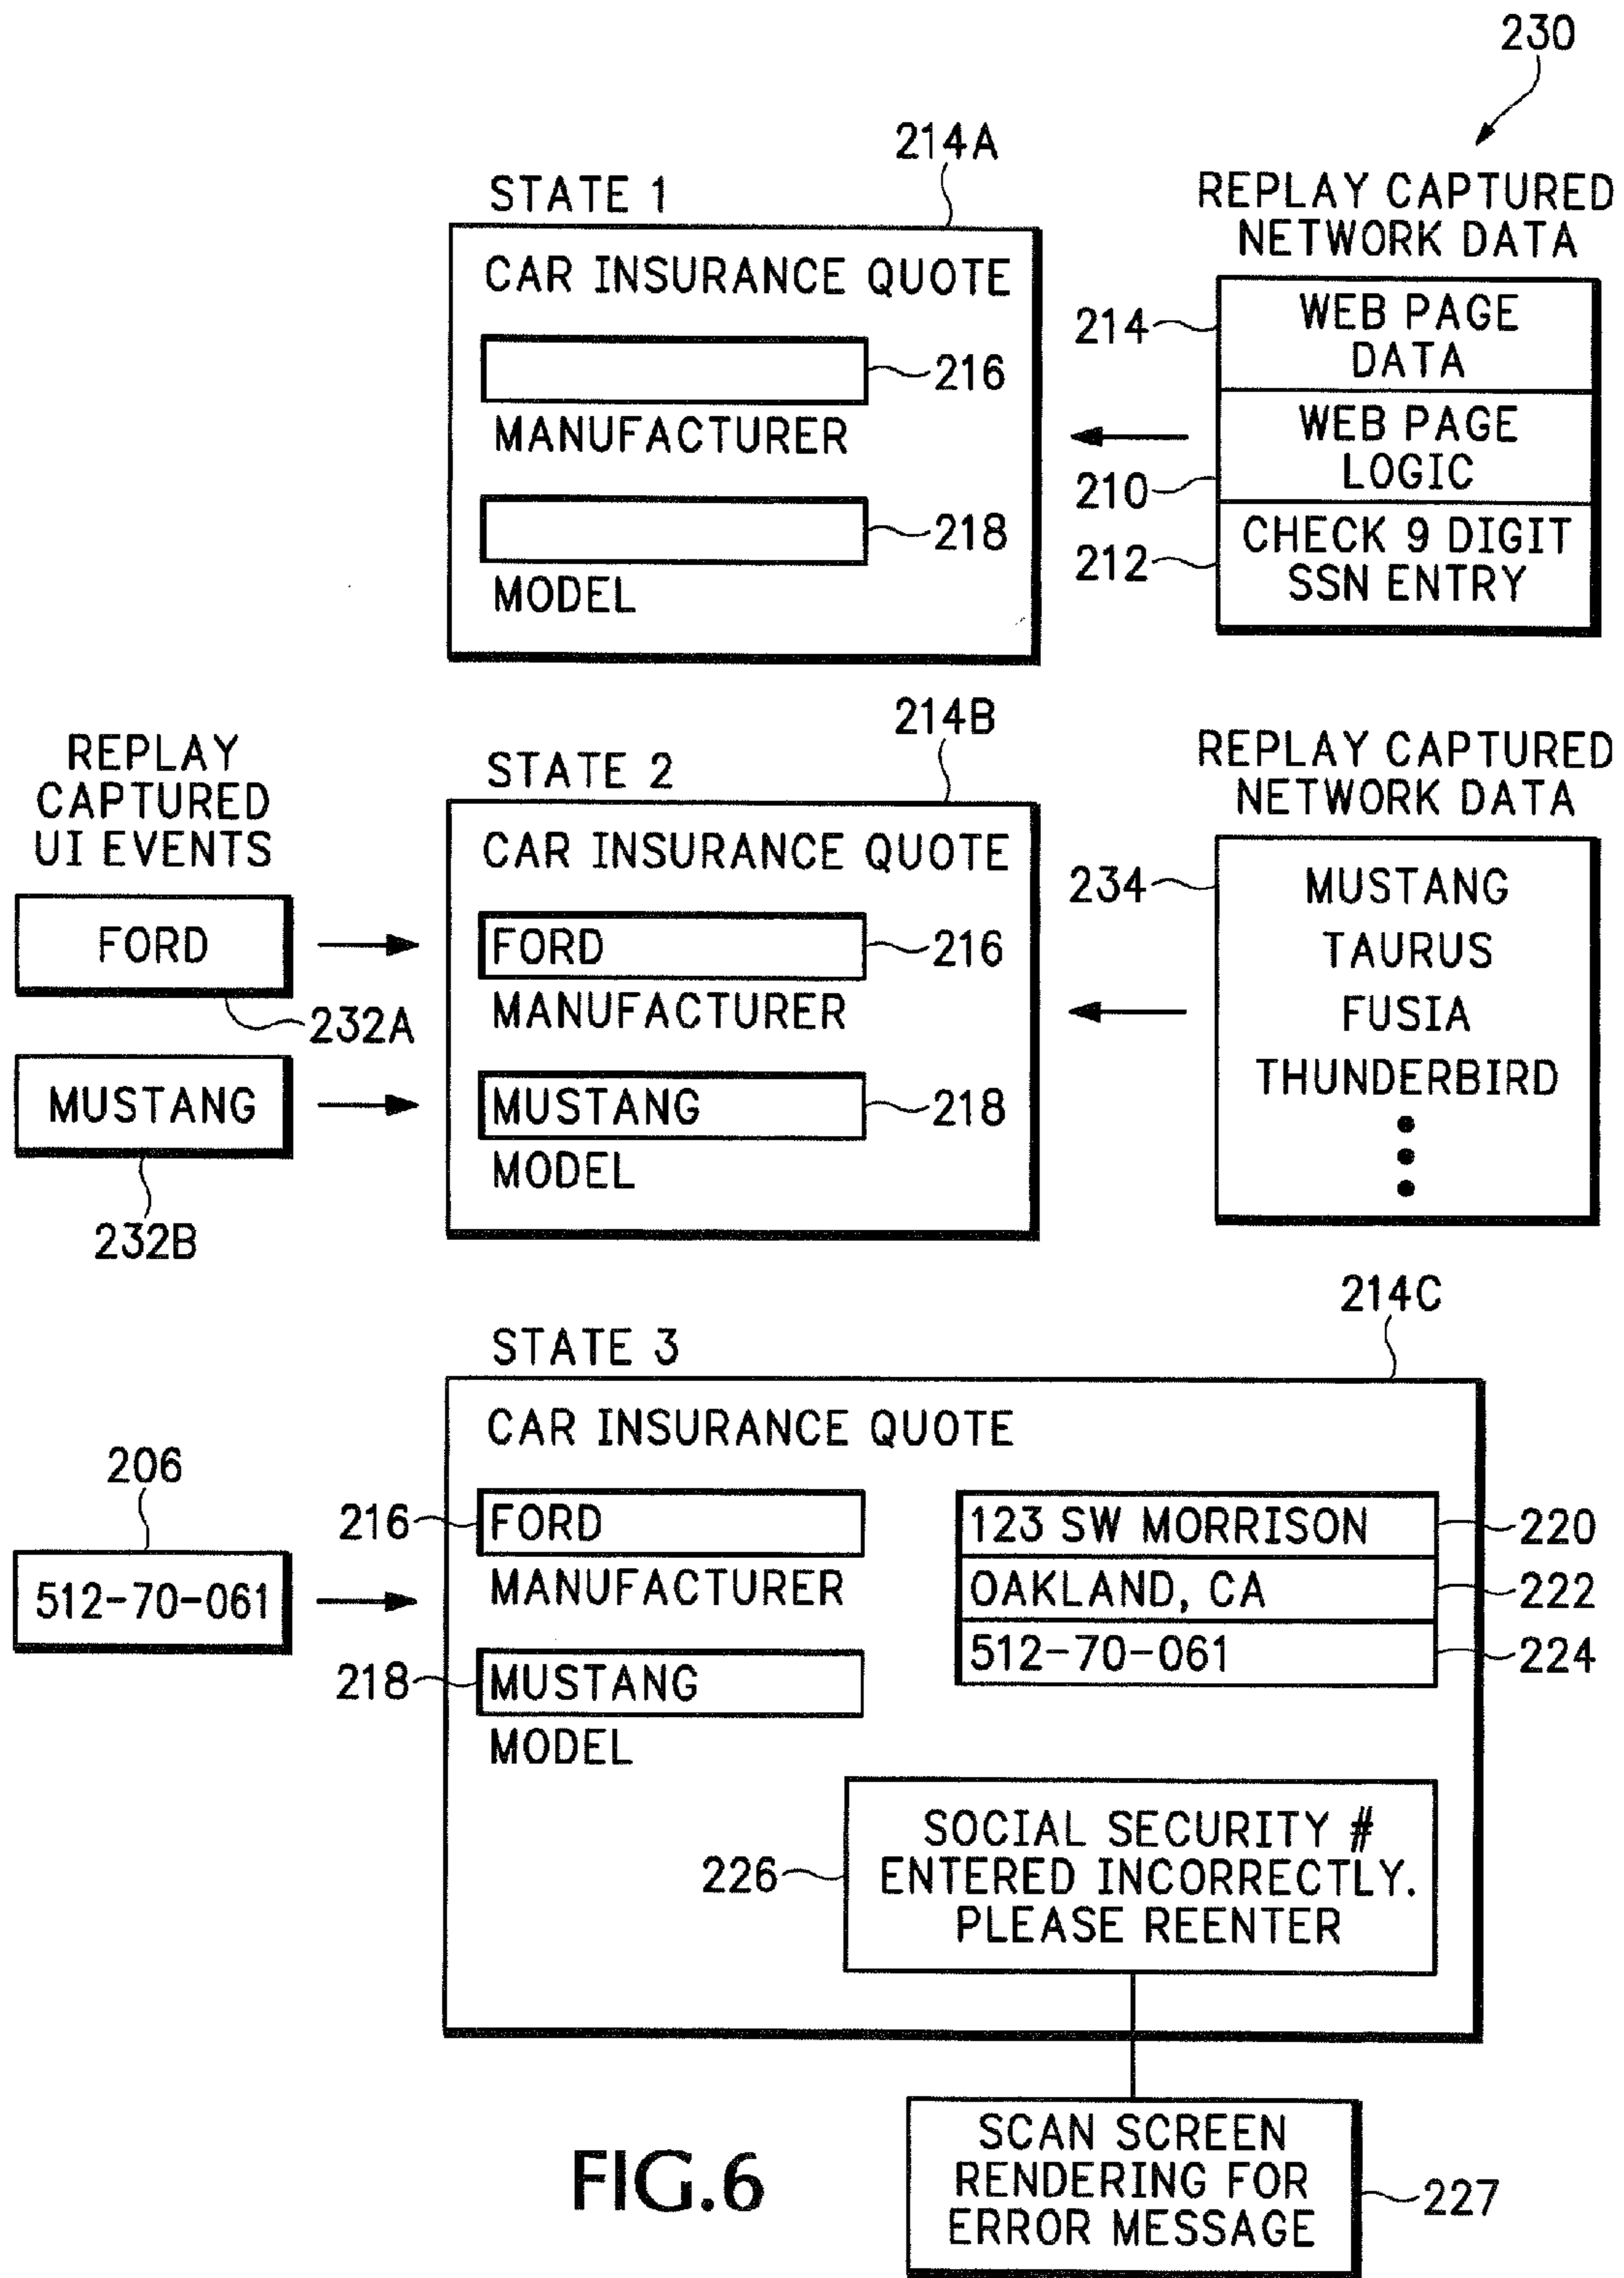 230
214A
STATE 1
CAR INSURANCE QUOTE
216
MANUFACTURER
218
MODEL
REPLAY CAPTURED
NETWORK DATA
214
WEB PAGE
DATA
210
WEB PAGE
LOGIC
212
CHECK 9 DIGIT
SSN ENTRY
REPLAY
CAPTURED
UI EVENTS
FORD
232A
MUSTANG
232B
214B
STATE 2
CAR INSURANCE QUOTE
FORD
216
MANUFACTURER
MUSTANG
218
MODEL
REPLAY CAPTURED
NETWORK DATA
234
MUSTANG
TAURUS
FUSIA
THUNDERBIRD
206
512-70-061
214C
STATE 3
CAR INSURANCE QUOTE
216
FORD
MANUFACTURER
218
MUSTANG
MODEL
123 SW MORRISON
220
OAKLAND, CA
222
512-70-061
224
226
SOCIAL SECURITY #
ENTERED INCORRECTLY.
PLEASE REENTER
SCAN SCREEN
RENDERING FOR
ERROR MESSAGE
227
FIG.6